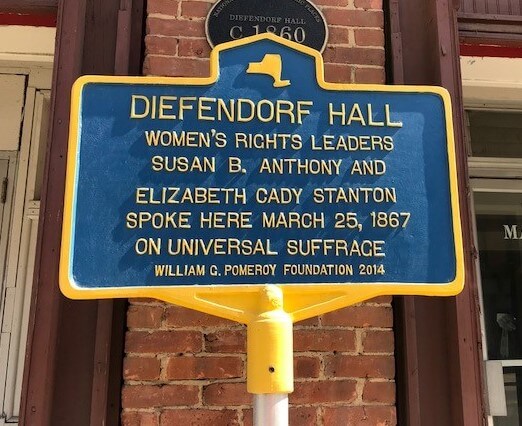 DIEFENDORF HALL
C 1860
DIEFENDORF HALL
WOMEN'S RIGHTS LEADERS
SUSAN B. ANTHONY AND
ELIZABETH CADY STANTON
SPOKE HERE MARCH 25, 1867
ON UNIVERSAL SUFFRAGE
WILLIAM G. POMEROY FOUNDATION 2014